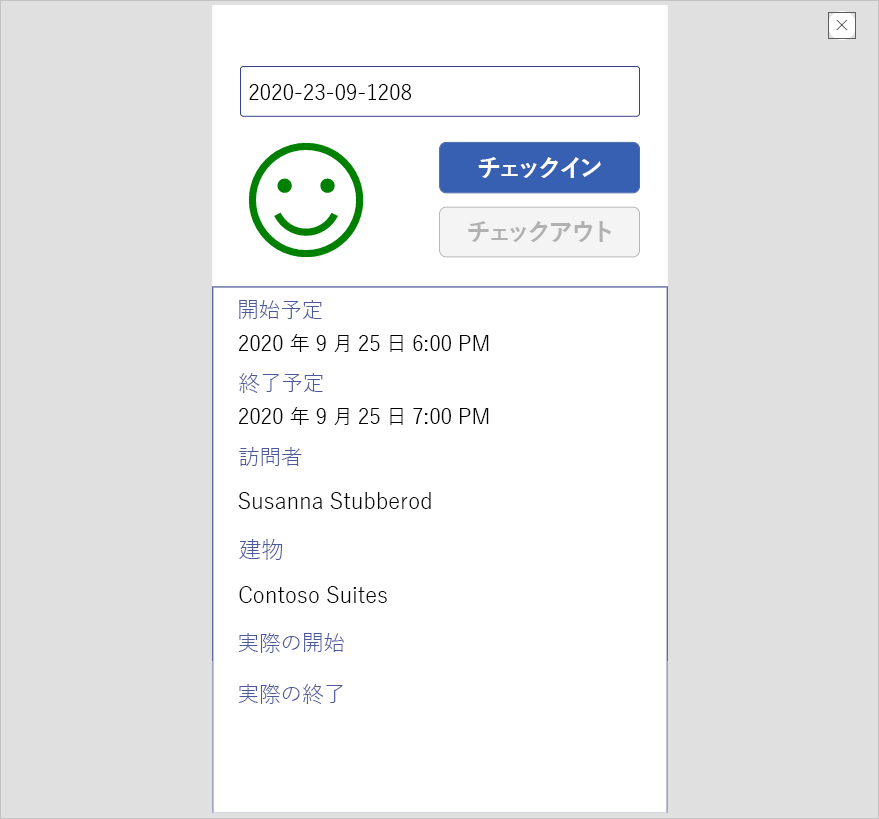 2020-23-09-1208
チェックイン
チェックアウト
開始予定
2020 年 9 月 25 日 6:00 PM
終了予定
2020 年 9 月 25 日 7:00 PM
訪問者
Susanna Stubberod
建物
Contoso Suites
実際の開始
実際の終了